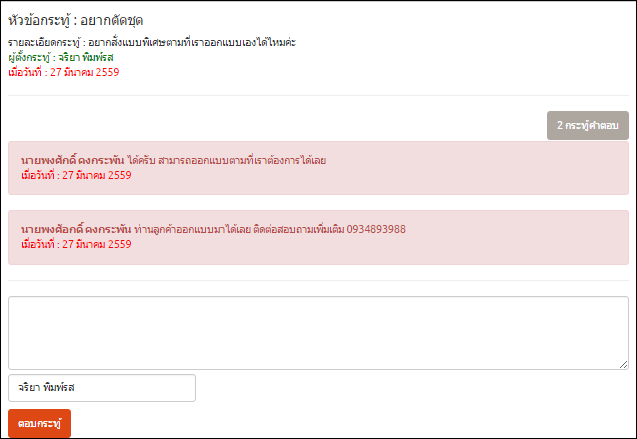 หัวข้อกระทู้ : อยากตัดชุด
รายละเอียดกระทู้ : อยากสั่งแบบพิเศษตามที่เราออกแบบเองได้ไหมค่ะ
ผู้ตั้งกระทู้ : จริยา พิมพ์รส
เมื่อวันที่ : 27 มีนาคม 2559
2 กระทู้คำตอบ
นายพงศักดิ์ คงกระพัน ได้ครับ สามารถออกแบบตามที่เราต้องการได้เลย
เมื่อวันที่ : 27 มีนาคม 2559
นายพงศักดิ์ คงกระพัน ท่านลูกค้าออกแบบมาได้เลย ติดต่อสอบถามเพิ่มเติม 0934893988
เมื่อวันที่ : 27 มีนาคม 2559
จริยา พิมพ์รส
ตอบกระทู้